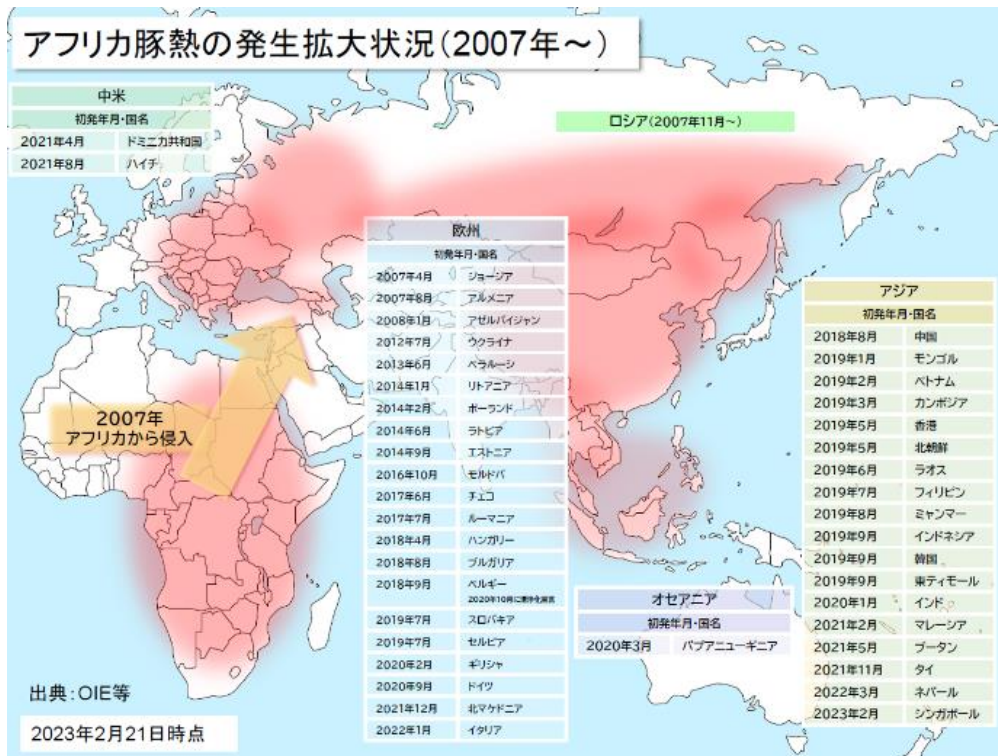 アフリカ豚熱の発生拡大状況(2007年~)
中米
初発年月・国名
2021年4月 ドミニカ共和国
2021年8月 ハイチ
ロシア(2007年11月~)
欧州
初発年月・国名
2007年4月 ジョージア
2007年8月 アルメニア
2008年1月 アゼルバイジャン
2012年7月 ウクライナ
2013年6月 ベラルーシ
2014年1月 リトアニア
2014年2月 ポーランド
2014年6月 ラトビア
2014年9月 エストニア
2016年10月 モルドバ
2017年6月 チェコ
2017年7月 ルーマニア
2018年4月 ハンガリー
2018年8月 ブルガリア
2018年9月 ベルギー
2020年10月に清浄化宣言
2019年7月 スロバキア
2019年7月 セルビア
2020年2月 ギリシャ
2020年9月 ドイツ
2021年12月 北マケドニア
2022年1月 イタリア
アジア
初発年月・国名
2018年8月 中国
2019年1月 モンゴル
2019年2月 ベトナム
2019年3月 カンボジア
2019年5月 香港
2019年5月 北朝鮮
2019年6月 ラオス
2019年7月 フィリピン
2019年8月 ミャンマー
2019年9月 インドネシア
2019年9月 韓国
2019年9月 東ティモール
2020年1月 インド
2021年2月 マレーシア
2021年5月 ブータン
2021年11月 タイ
2022年3月 ネパール
2023年2月 シンガポール
2007年
アフリカから侵入
オセアニア
初発年月・国名
2020年3月 パプアニューギニア
出典:OIE等
2023年2月21日時点